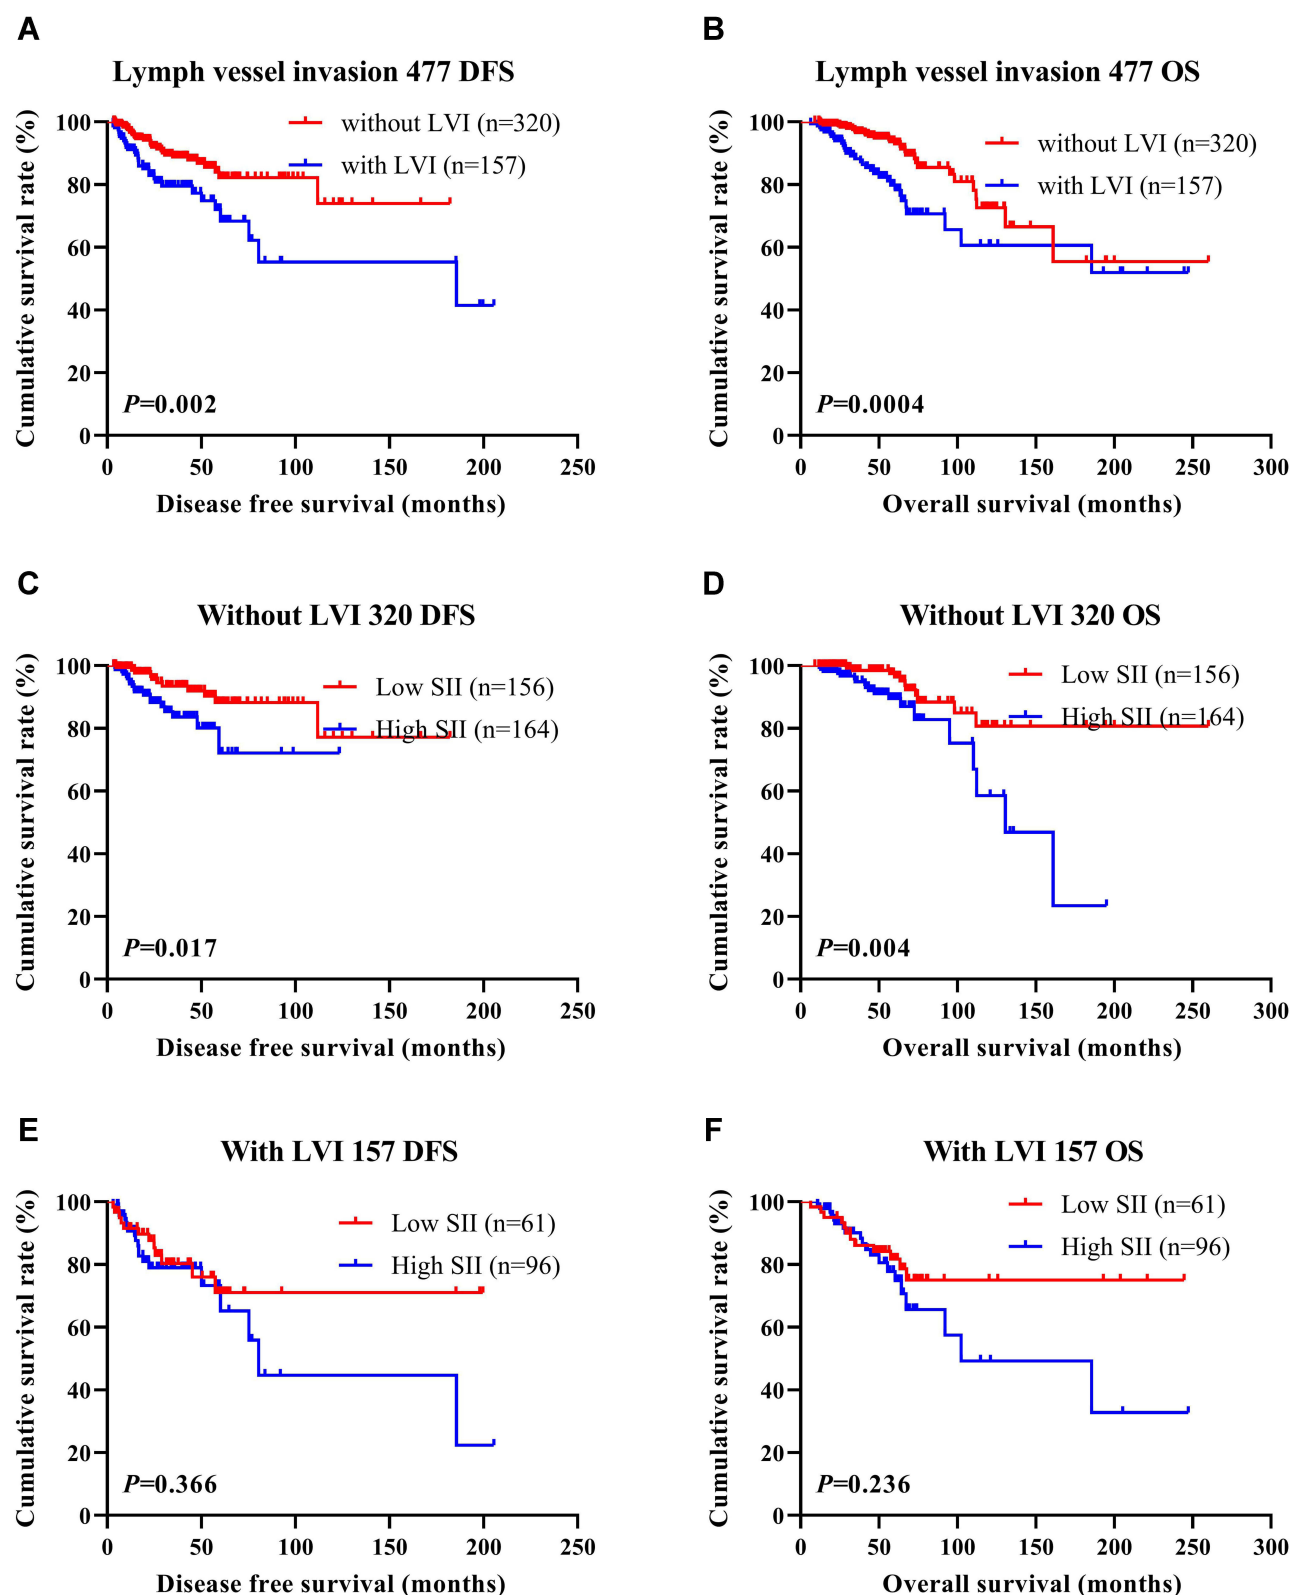 A
Lymph vessel invasion 477 DFS
Cumulative survival rate (%)
100
80
60
40
20
0
without LVI (n=320)
with LVI (n=157)
P=0.002
0 50 100 150 200 250
Disease free survival (months)
B
Lymph vessel invasion 477 OS
Cumulative survival rate (%)
100
80
60
40
20
0
without LVI (n=320)
with LVI (n=157)
P=0.0004
0 50 100 150 200 250 300
Overall survival (months)
C
Without LVI 320 DFS
Cumulative survival rate (%)
100
80
60
40
20
0
Low SII (n=156)
High SII (n=164)
P=0.017
0 50 100 150 200 250
Disease free survival (months)
D
Without LVI 320 OS
Cumulative survival rate (%)
100
80
60
40
20
0
Low SII (n=156)
High SII (n=164)
P=0.004
0 50 100 150 200 250 300
Overall survival (months)
E
With LVI 157 DFS
Cumulative survival rate (%)
100
80
60
40
20
0
Low SII (n=61)
High SII (n=96)
P=0.366
0 50 100 150 200 250
Disease free survival (months)
F
With LVI 157 OS
Cumulative survival rate (%)
100
80
60
40
20
0
Low SII (n=61)
High SII (n=96)
P=0.236
0 50 100 150 200 250 300
Overall survival (months)